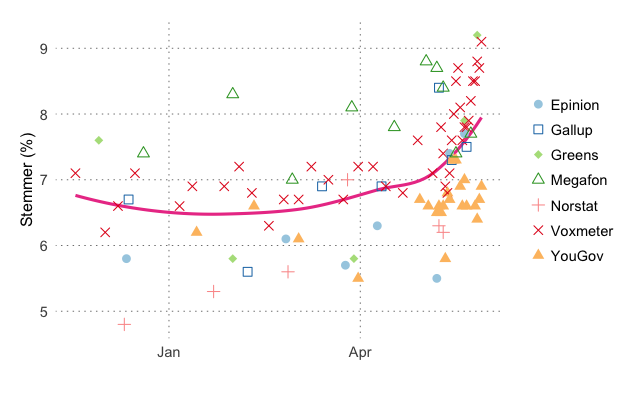 9
8
7
6
5
Stemmer (%)
Jan
Apr
Epinion
Gallup
Greens
Megafon
Norstat
Voxmeter
YouGov